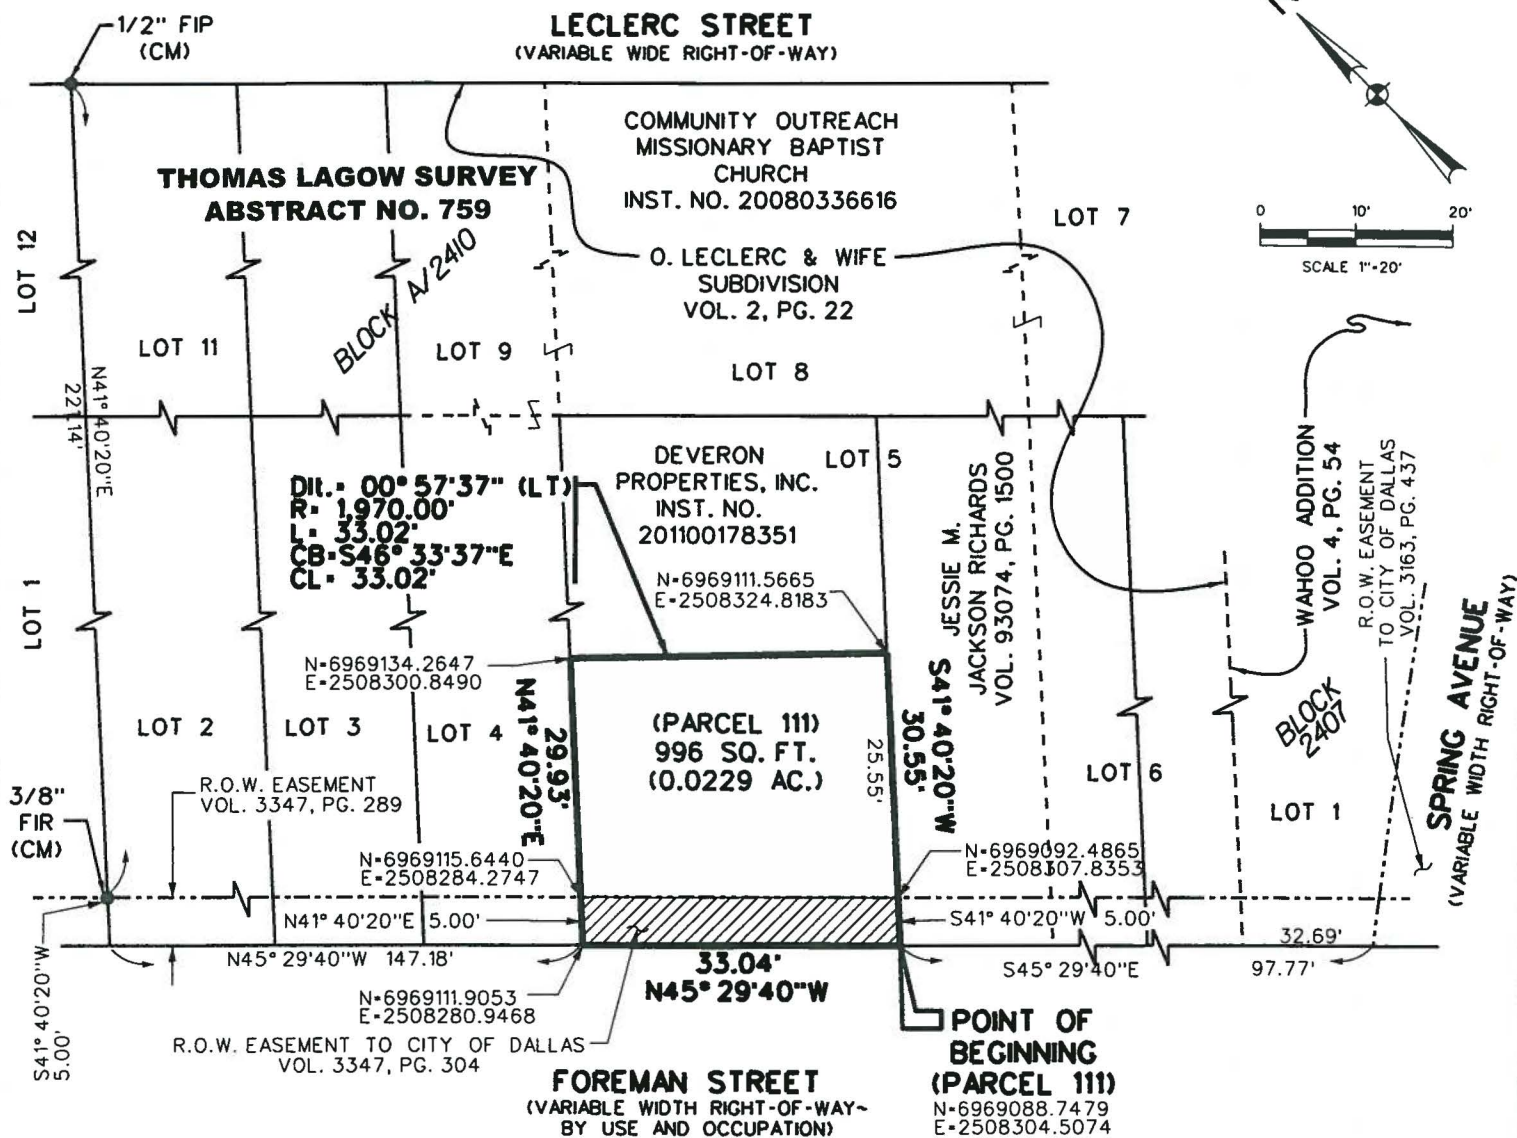 1/2" FIP
(CM)
LECLERC STREET
(VARIABLE WIDE RIGHT-OF-WAY)
COMMUNITY OUTREACH
MISSIONARY BAPTIST
CHURCH
INST. NO. 20080336616
THOMAS LAGOW SURVEY
ABSTRACT NO. 759
LOT 12
BLOCK A/2410
O. LECLERC & WIFE
SUBDIVISION
VOL. 2, PG. 22
LOT 7
0 10' 20'
SCALE 1"=20'
LOT 11
LOT 9
LOT 8
N41° 40'20"E
221.14'
WAHOO ADDITION
VOL. 4, PG. 54
R.O.W. EASEMENT
TO CITY OF DALLAS
VOL. 3163, PG. 437
DEVERON
PROPERTIES, INC.
INST. NO.
201100178351
LOT 5
JESSIE M.
JACKSON RICHARDS
VOL. 93074, PG. 1500
Dlt.= 00° 57'37" (LT)
R= 1,970.00'
L= 33.02'
CB=S46° 33'37"E
CL= 33.02'
LOT 1
N=6969111.5665
E=2508324.8183
N=6969134.2647
E=2508300.8490
LOT 2
LOT 3
LOT 4
N41° 40'20"E
29.93'
(PARCEL 111)
996 SQ. FT.
(0.0229 AC.)
25.55'
30.55'
S41° 40'20"W
LOT 6
BLOCK
2407
LOT 1
SPRING AVENUE
(VARIABLE WIDTH RIGHT-OF-WAY)
R.O.W. EASEMENT
VOL. 3347, PG. 289
3/8"
FIR
(CM)
N=6969115.6440
E=2508284.2747
N=6969092.4865
E=2508307.8353
N41° 40'20"E 5.00'
S41° 40'20"W 5.00'
S41° 40'20"W
5.00'
N45° 29'40"W 147.18'
33.04'
N45° 29'40"W
S45° 29'40"E
32.69'
97.77'
N=6969111.9053
E=2508280.9468
R.O.W. EASEMENT TO CITY OF DALLAS
VOL. 3347, PG. 304
POINT OF
BEGINNING
(PARCEL 111)
N=6969088.7479
E=2508304.5074
FOREMAN STREET
(VARIABLE WIDTH RIGHT-OF-WAY~
BY USE AND OCCUPATION)